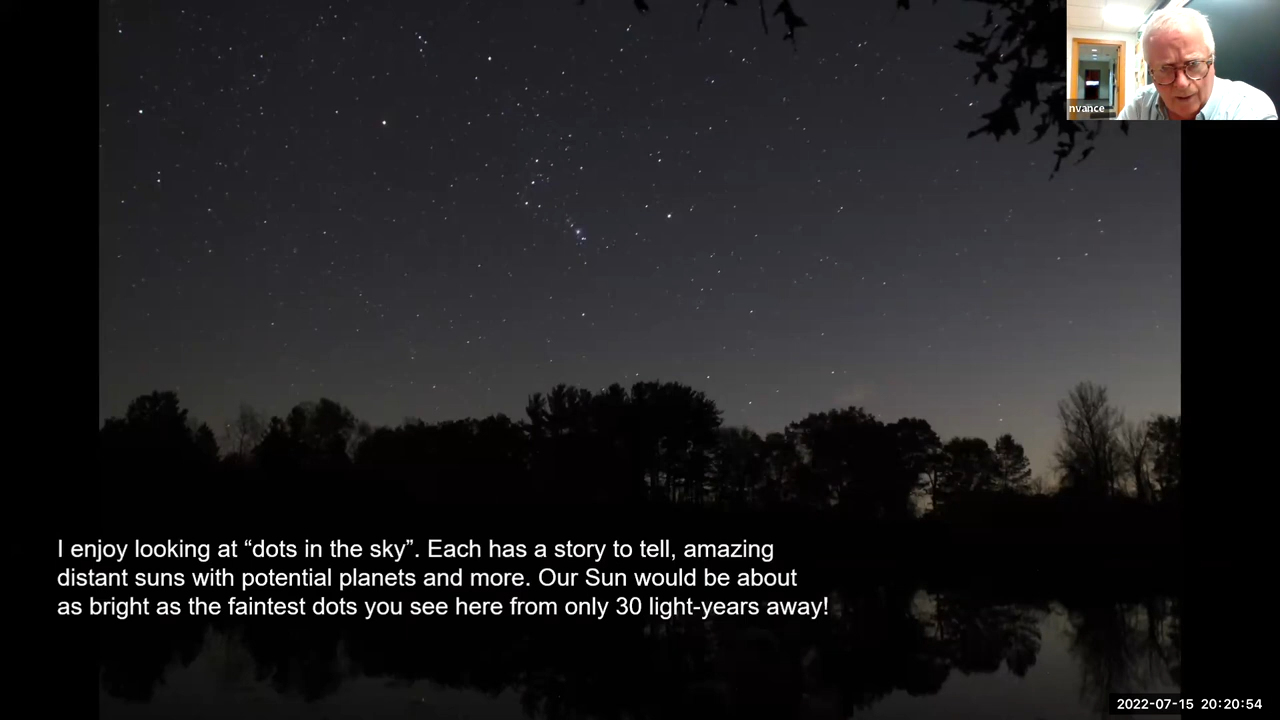 nvance
I enjoy looking at “dots in the sky”. Each has a story to tell, amazing
distant suns with potential planets and more. Our Sun would be about
as bright as the faintest dots you see here from only 30 light-years away!
2022-07-15 20:20:54